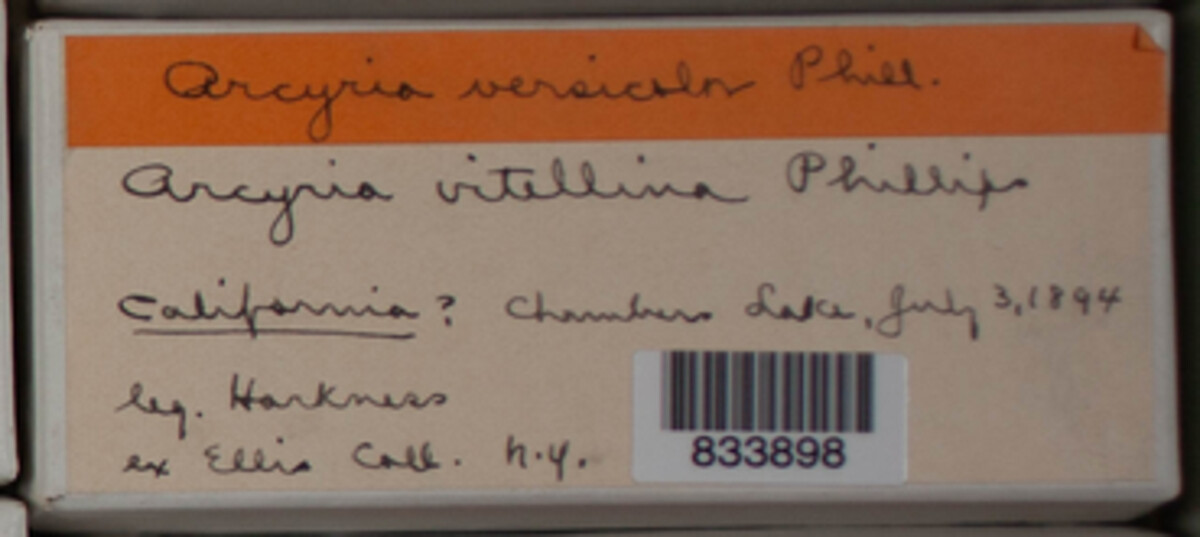 Arcyria versicolor Phill.
Arcyria vitellina Phillips
California? Chambers Lake, July 3, 1894
leg. Harkness
ex Ellis Coll. N.Y.
833898